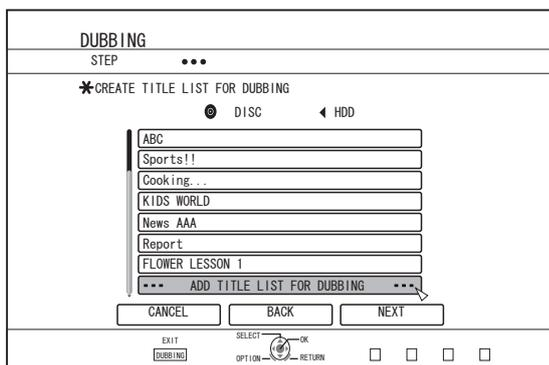 DUBBING
STEP
CREATE TITLE LIST FOR DUBBING
DISC HDD
ABC
Sports!!
Cooking...
KIDS WORLD
News AAA
Report
FLOWER LESSON 1
ADD TITLE LIST FOR DUBBING
CANCEL BACK NEXT
EXIT SELECT OK
DUBBING OPTION RETURN